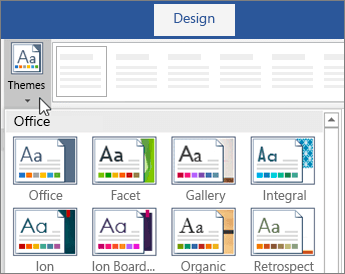 Design
Aa
Themes
Office
Aa Aa Aa Aa
Office Facet Gallery Integral
Aa Aa Aa Aa
Ion Ion Board... Organic Retrospect